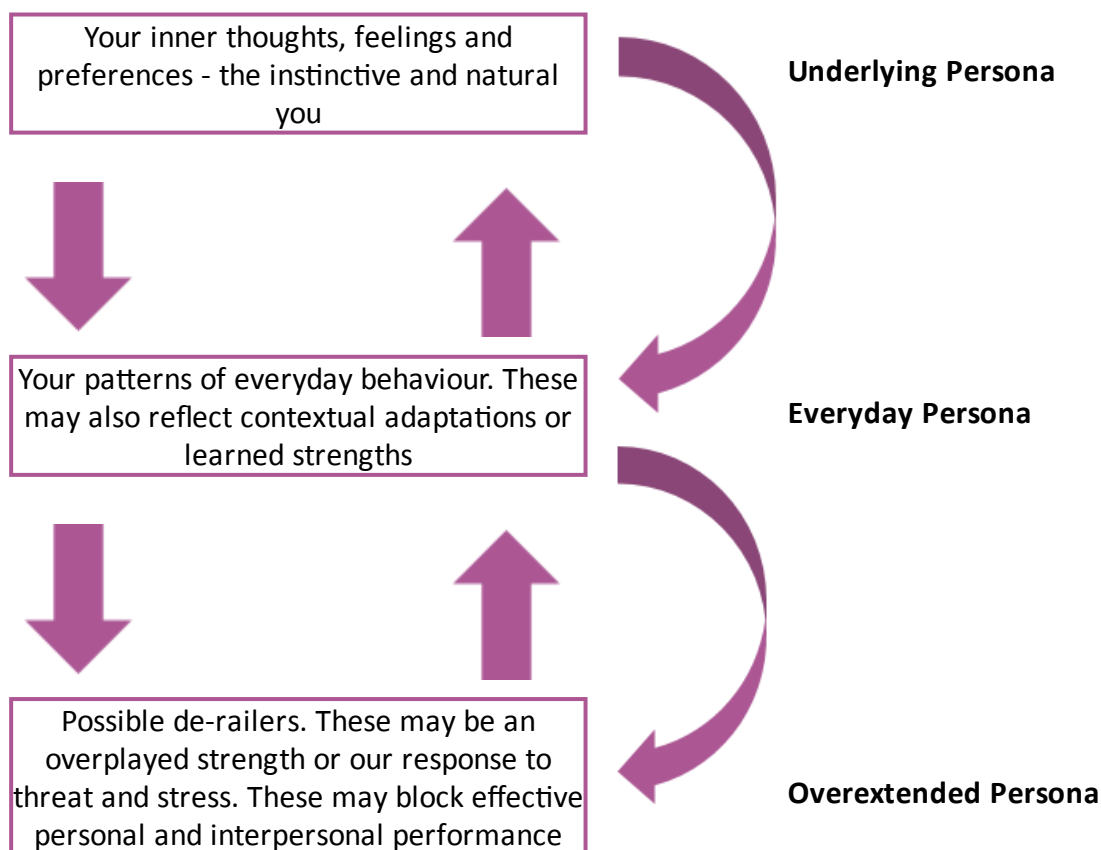 Your inner thoughts, feelings and
preferences - the instinctive and natural
you
Underlying Persona
Your patterns of everyday behaviour. These
may also reflect contextual adaptations or
learned strengths
Everyday Persona
Possible de-railers. These may be an
overplayed strength or our response to
threat and stress. These may block effective
personal and interpersonal performance
Overextended Persona